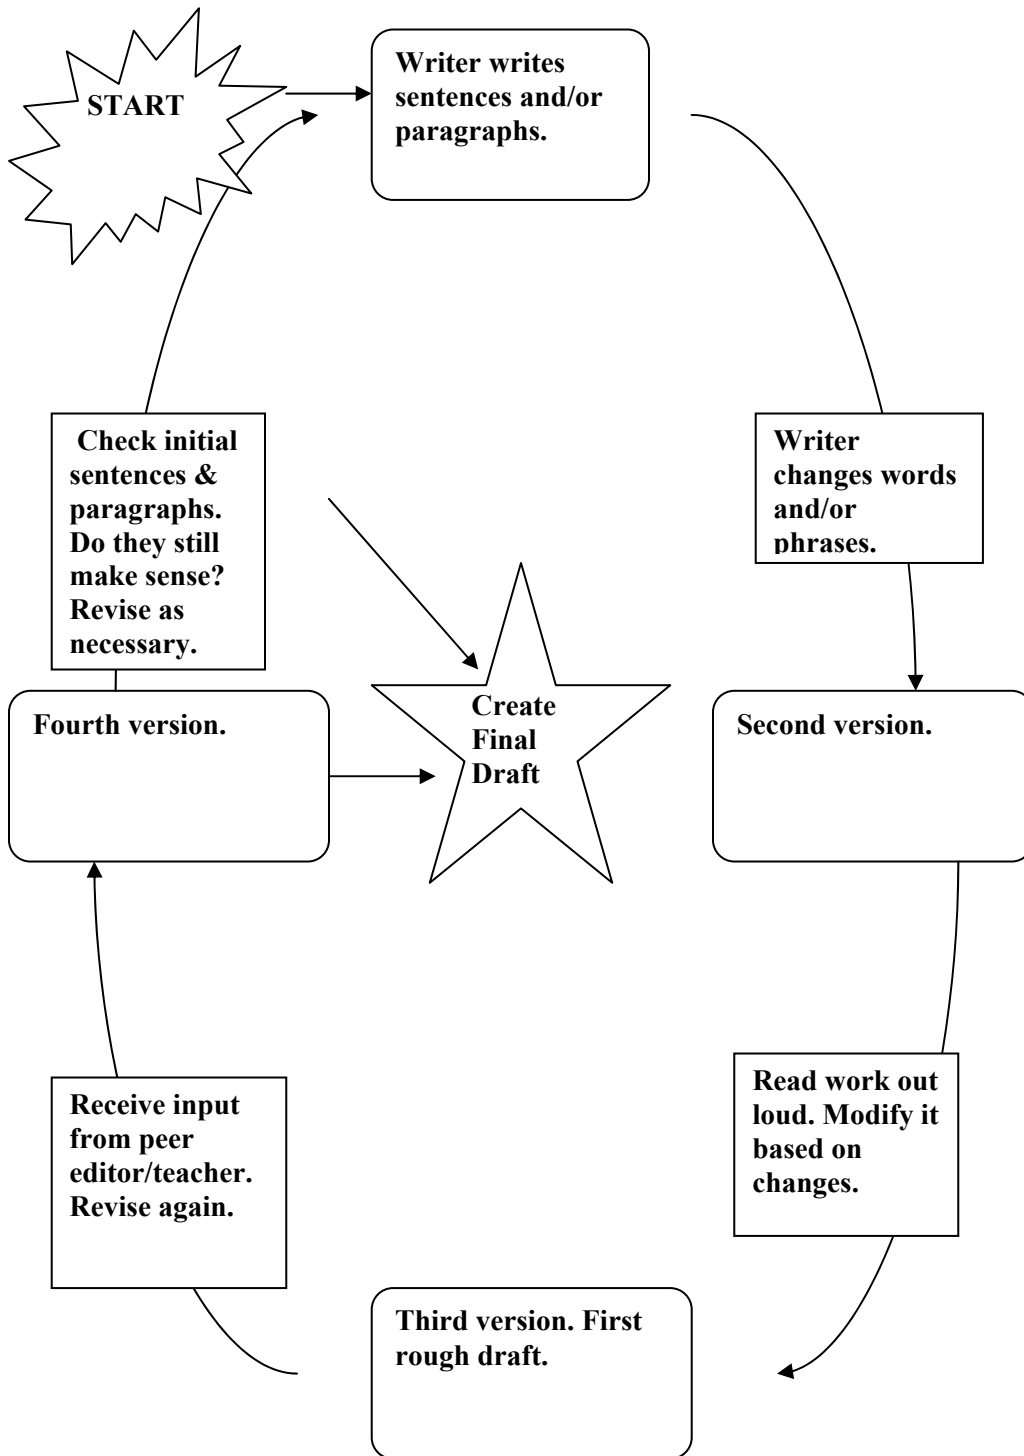 START
Writer writes
sentences and/or
paragraphs.
Writer
changes words
and/or
phrases.
Second version.
Read work out
loud. Modify it
based on
changes.
Third version. First
rough draft.
Receive input
from peer
editor/teacher.
Revise again.
Fourth version.
Check initial
sentences &
paragraphs.
Do they still
make sense?
Revise as
necessary.
Create
Final
Draft